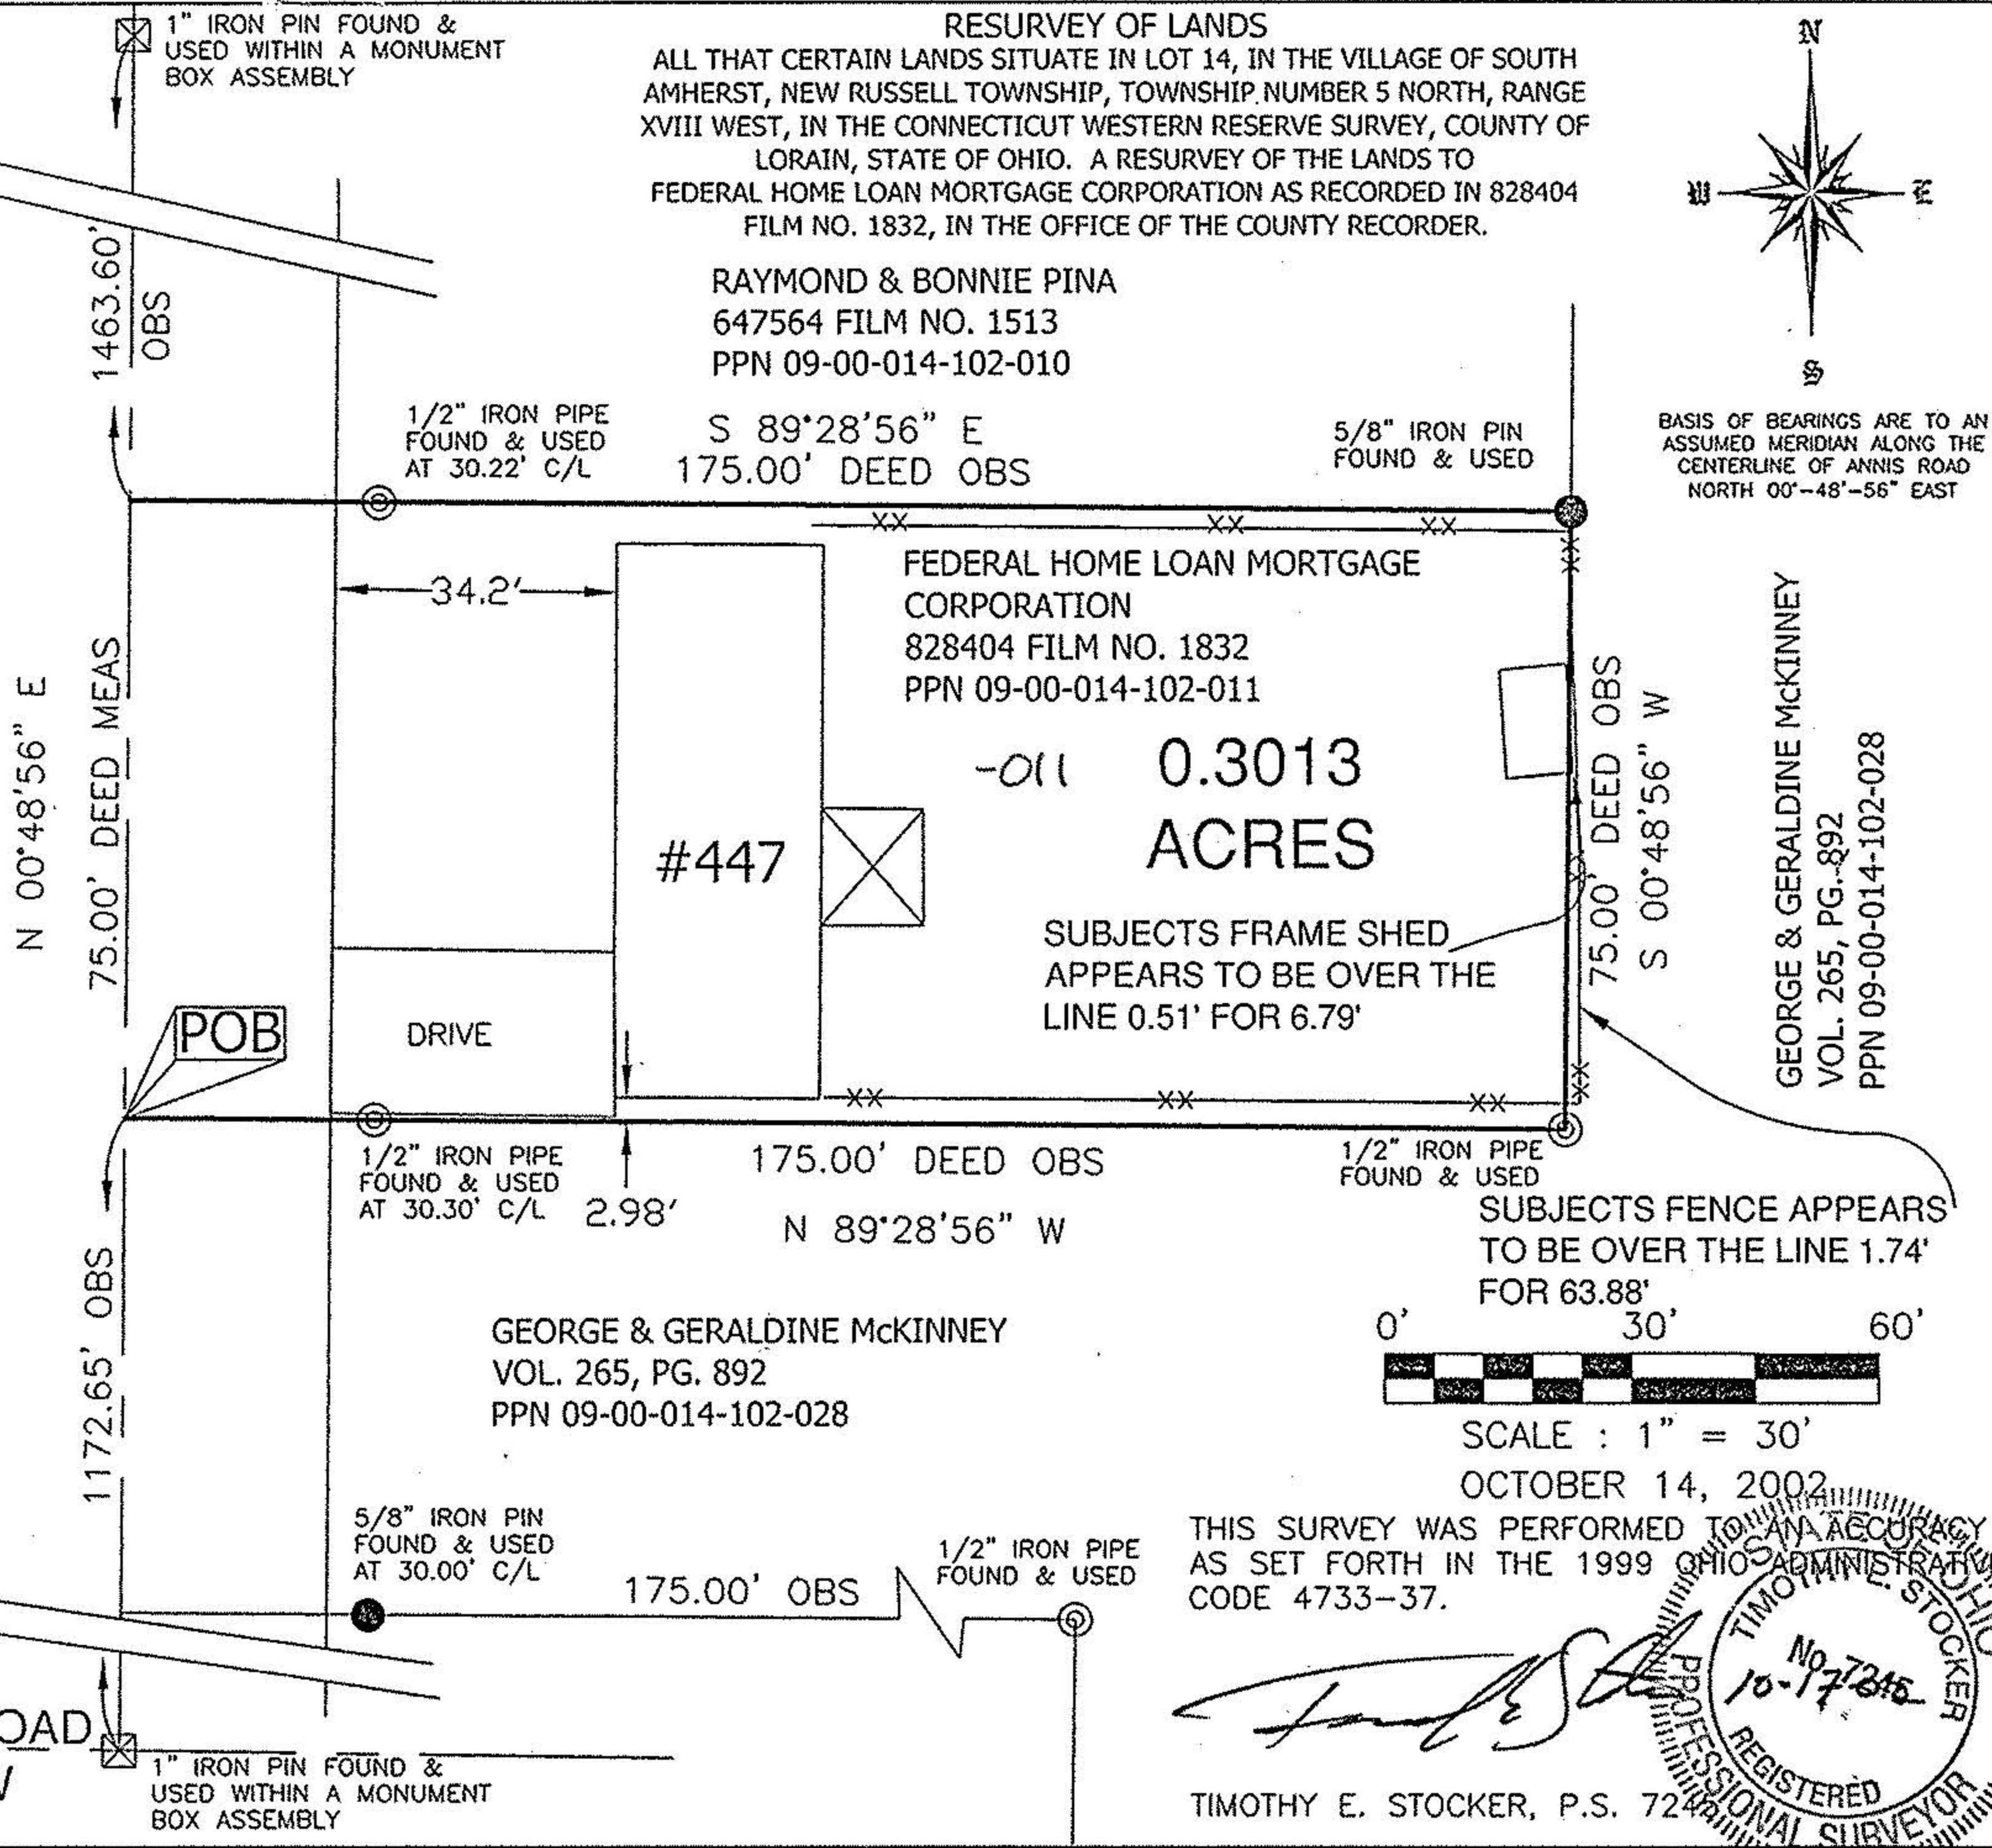 1" IRON PIN FOUND &
USED WITHIN A MONUMENT
BOX ASSEMBLY
RESURVEY OF LANDS
ALL THAT CERTAIN LANDS SITUATE IN LOT 14, IN THE VILLAGE OF SOUTH
AMHERST, NEW RUSSELL TOWNSHIP, TOWNSHIP NUMBER 5 NORTH, RANGE
XVIII WEST, IN THE CONNECTICUT WESTERN RESERVE SURVEY, COUNTY OF
LORAIN, STATE OF OHIO. A RESURVEY OF THE LANDS TO
FEDERAL HOME LOAN MORTGAGE CORPORATION AS RECORDED IN 828404
FILM NO. 1832, IN THE OFFICE OF THE COUNTY RECORDER.
N
W
E
S
BASIS OF BEARINGS ARE TO AN
ASSUMED MERIDIAN ALONG THE
CENTERLINE OF ANNIS ROAD
NORTH 00°-48'-56" EAST
1463.60'
OBS
RAYMOND & BONNIE PINA
647564 FILM NO. 1513
PPN 09-00-014-102-010
1/2" IRON PIPE
FOUND & USED
AT 30.22' C/L
S 89°28'56" E
175.00' DEED OBS
5/8" IRON PIN
FOUND & USED
34.2'
FEDERAL HOME LOAN MORTGAGE
CORPORATION
828404 FILM NO. 1832
PPN 09-00-014-102-011
-011
0.3013
ACRES
#447
N 00°48'56" E
75.00' DEED MEAS
75.00' DEED OBS
S 00°48'56" W
GEORGE & GERALDINE McKINNEY
VOL. 265, PG. 892
PPN 09-00-014-102-028
SUBJECTS FRAME SHED
APPEARS TO BE OVER THE
LINE 0.51' FOR 6.79'
POB
DRIVE
1/2" IRON PIPE
FOUND & USED
AT 30.30' C/L
2.98'
175.00' DEED OBS
N 89°28'56" W
1/2" IRON PIPE
FOUND & USED
SUBJECTS FENCE APPEARS
TO BE OVER THE LINE 1.74'
FOR 63.88'
1172.65' OBS
GEORGE & GERALDINE McKINNEY
VOL. 265, PG. 892
PPN 09-00-014-102-028
0' 30' 60'
SCALE : 1" = 30'
OCTOBER 14, 2002
5/8" IRON PIN
FOUND & USED
AT 30.00' C/L
175.00' OBS
1/2" IRON PIPE
FOUND & USED
THIS SURVEY WAS PERFORMED TO AN ACCURACY
AS SET FORTH IN THE 1999 OHIO ADMINISTRATIV
CODE 4733-37.
OAD
1" IRON PIN FOUND &
USED WITHIN A MONUMENT
BOX ASSEMBLY
TIMOTHY E. STOCKER, P.S.
TIMOTHY E. STOCKER
REGISTERED
PROFESSIONAL SURVEYOR